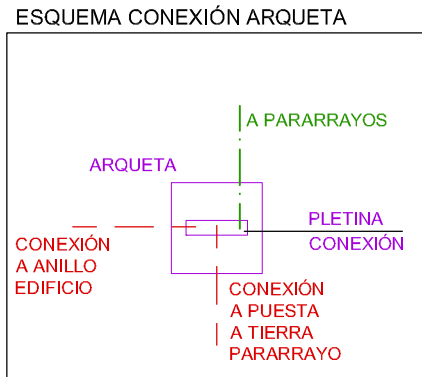 ESQUEMA CONEXIÓN ARQUETA
A PARARRAYOS
ARQUETA
PLETINA
CONEXIÓN
CONEXIÓN
A ANILLO
EDIFICIO
CONEXIÓN
A PUESTA
A TIERRA
PARARRAYO